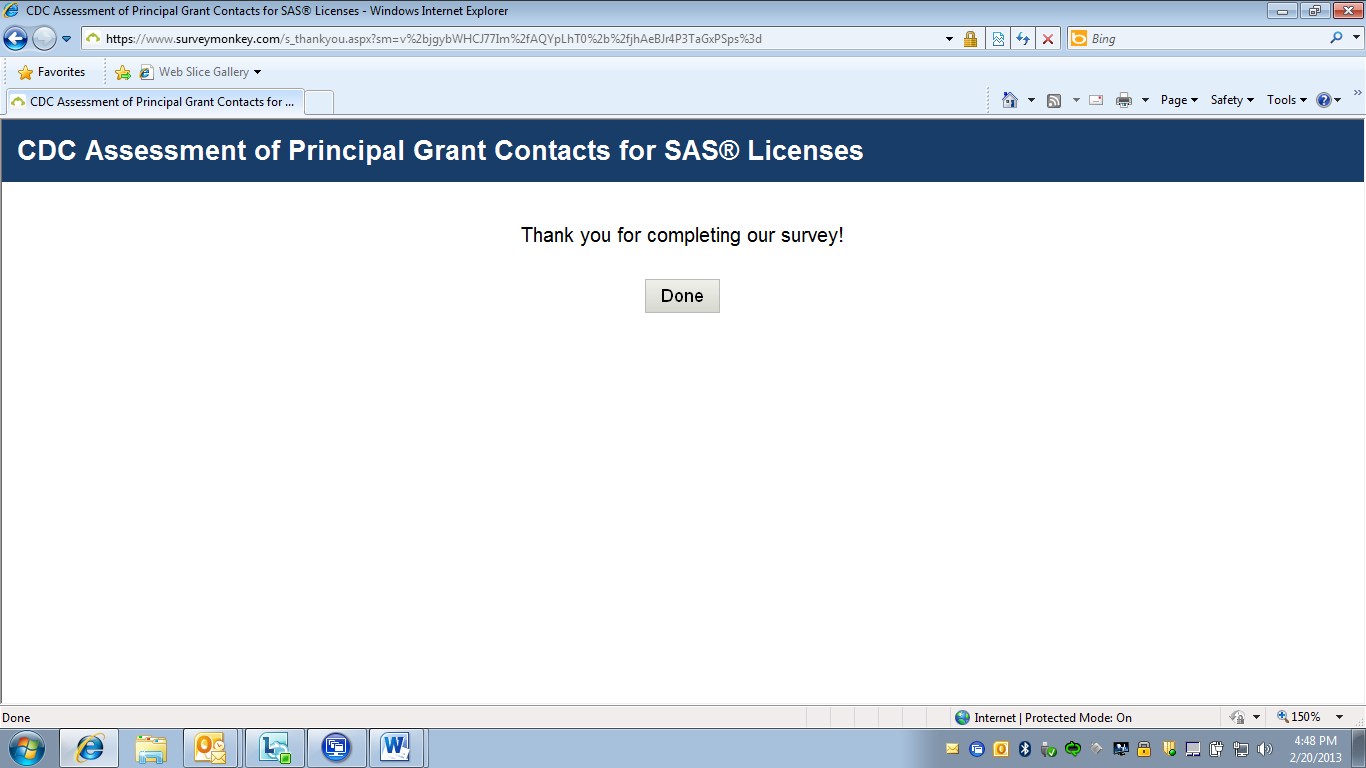 CDC Assessment of Principal Grant Contacts for SAS® Licenses - Windows Internet Explorer
https://www.surveymonkey.com/s_thankyou.aspx?sm=v%2bjgybWHCJ77Im%2fAQYpLhT0%2b%2fjhAeBJr4P3TaGxPSps%3d
Bing
Favorites
Web Slice Gallery
CDC Assessment of Principal Grant Contacts for ...
Page
Safety
Tools
CDC Assessment of Principal Grant Contacts for SAS® Licenses
Thank you for completing our survey!
Done
Done
Internet | Protected Mode: On
150%
4:48 PM
2/20/2013